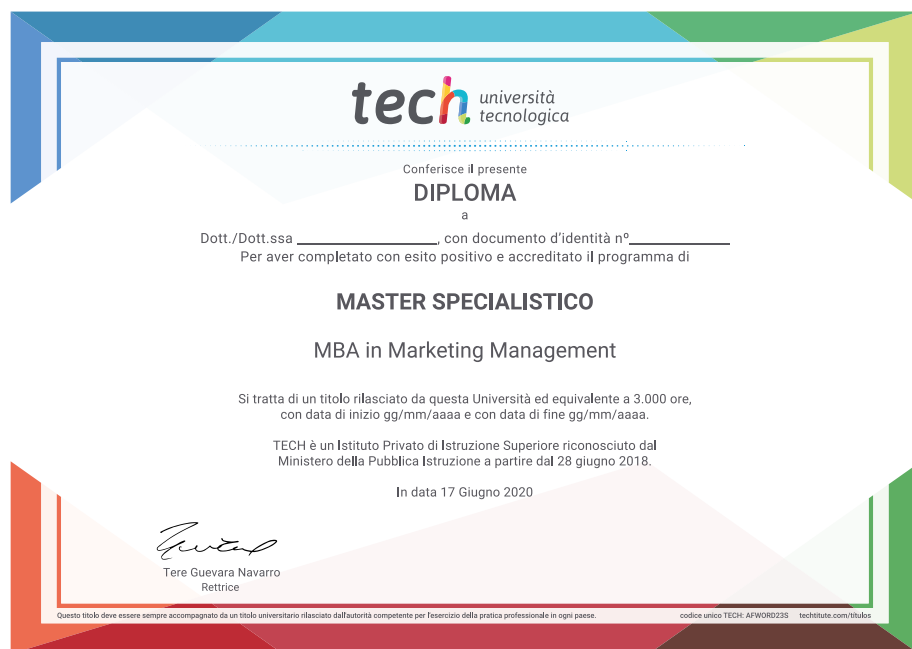 tech università
tecnologica
Conferisce il presente
DIPLOMA
a
Dott./Dott.ssa ____________________, con documento d'identità nº______________
Per aver completato con esito positivo e accreditato il programma di
MASTER SPECIALISTICO
MBA in Marketing Management
Si tratta di un titolo rilasciato da questa Università ed equivalente a 3.000 ore,
con data di inizio gg/mm/aaaa e con data di fine gg/mm/aaaa.
TECH è un Istituto Privato di Istruzione Superiore riconosciuto dal
Ministero della Pubblica Istruzione a partire dal 28 giugno 2018.
In data 17 Giugno 2020
Tere Guevara Navarro
Rettrice
Questo titolo deve essere sempre accompagnato da un titolo universitario rilasciato dall'autorità competente per l'esercizio della pratica professionale in ogni paese. codice unico TECH: AFWORD23S techtitute.com/títulos